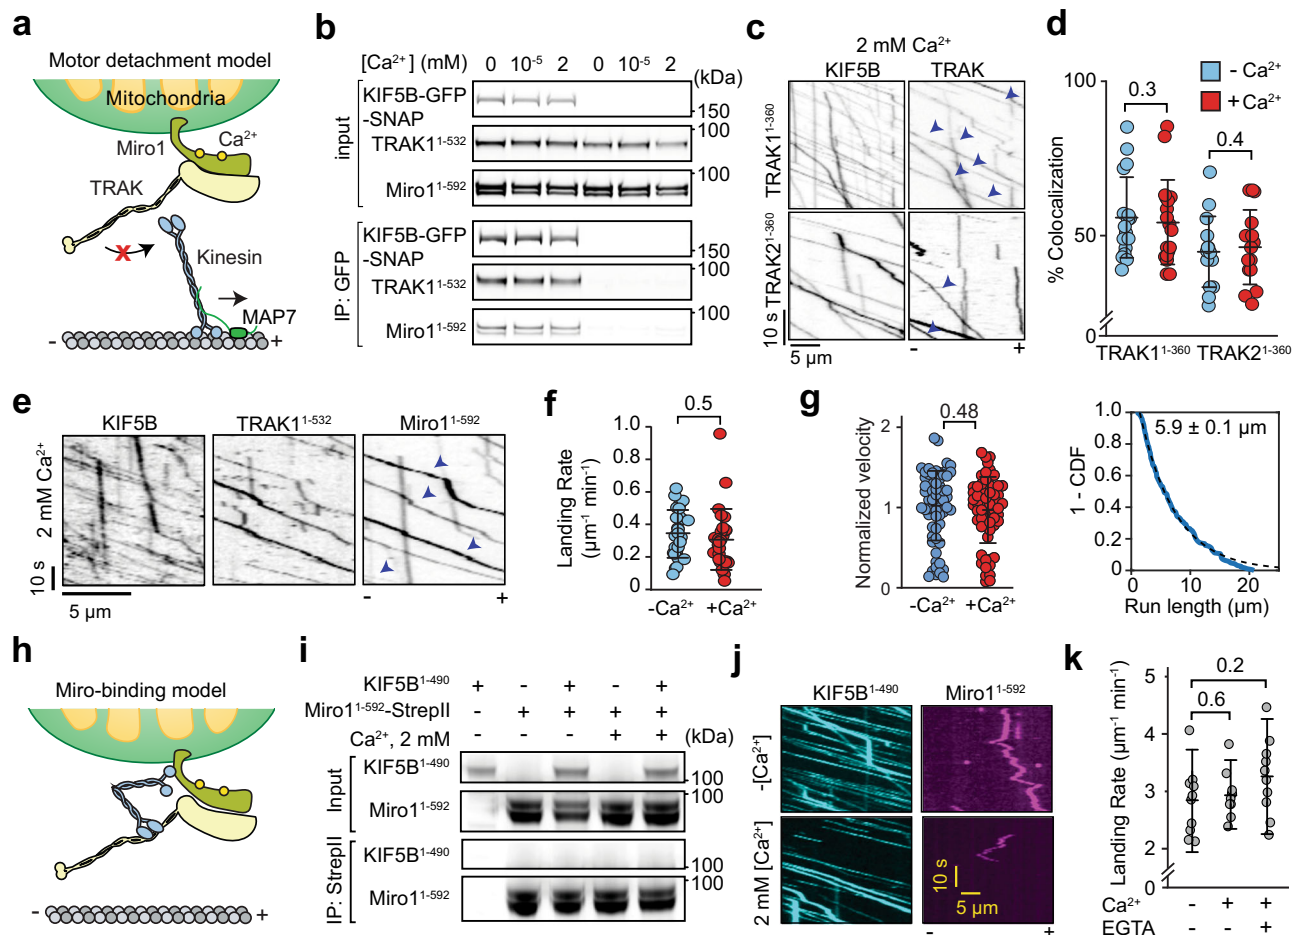 a
Motor detachment model
Mitochondria
Miro1
Ca²⁺
TRAK
X
Kinesin
MAP7
- +
b
[Ca²⁺] (mM) 0 10⁻⁵ 2 0 10⁻⁵ 2 (kDa)
input
KIF5B-GFP
-SNAP
150
100
TRAK1¹⁻⁵³²
100
Miro1¹⁻⁵⁹²
IP: GFP
KIF5B-GFP
-SNAP
150
100
TRAK1¹⁻⁵³²
100
Miro1¹⁻⁵⁹²
c
2 mM Ca²⁺
KIF5B TRAK
TRAK1¹⁻³⁶⁰
TRAK2¹⁻³⁶⁰
10 s
5 µm
- +
d
- Ca²⁺
+ Ca²⁺
% Colocalization
100
50
0
0.3
0.4
TRAK1¹⁻³⁶⁰ TRAK2¹⁻³⁶⁰
e
KIF5B TRAK1¹⁻⁵³² Miro1¹⁻⁵⁹²
2 mM Ca²⁺
10 s
5 µm
- +
f
0.5
Landing Rate
(µm⁻¹ min⁻¹)
1.0
0.8
0.6
0.4
0.2
0
-Ca²⁺ +Ca²⁺
g
0.48
Normalized velocity
2
1
0
-Ca²⁺ +Ca²⁺
5.9 ± 0.1 µm
1 - CDF
1.0
0.8
0.6
0.4
0.2
0.0
0 10 20
Run length (µm)
h
Miro-binding model
- +
i
KIF5B¹⁻⁴⁹⁰ + - + - +
Miro1¹⁻⁵⁹²-StrepII - + + + +
Ca²⁺, 2 mM - - - + + (kDa)
Input
KIF5B¹⁻⁴⁹⁰
100
100
Miro1¹⁻⁵⁹²
IP: StrepII
KIF5B¹⁻⁴⁹⁰
100
100
Miro1¹⁻⁵⁹²
j
KIF5B¹⁻⁴⁹⁰ Miro1¹⁻⁵⁹²
-[Ca²⁺]
2 mM [Ca²⁺]
10 s
5 µm
- +
k
Landing Rate (µm⁻¹ min⁻¹)
0.2
0.6
5
4
3
2
0
Ca²⁺ - + +
EGTA - - +